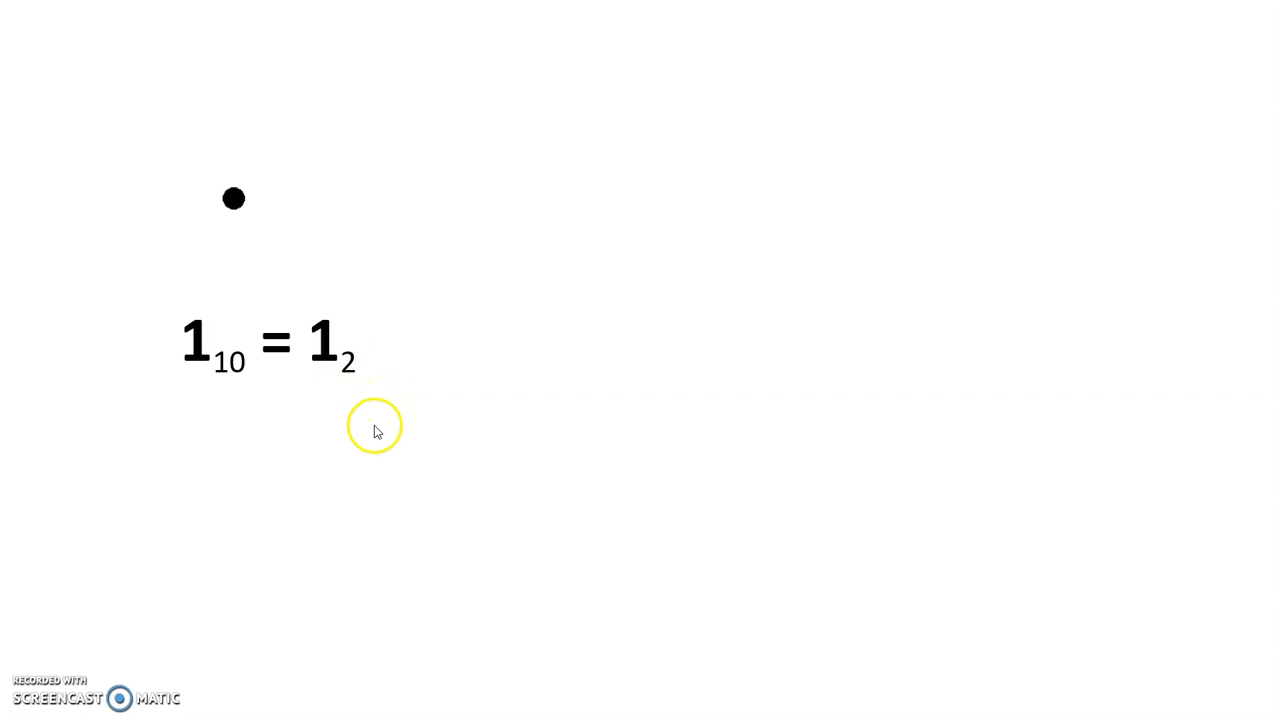 1₁₀ = 1₂
RECORDED WITH
SCREENCAST MATIC